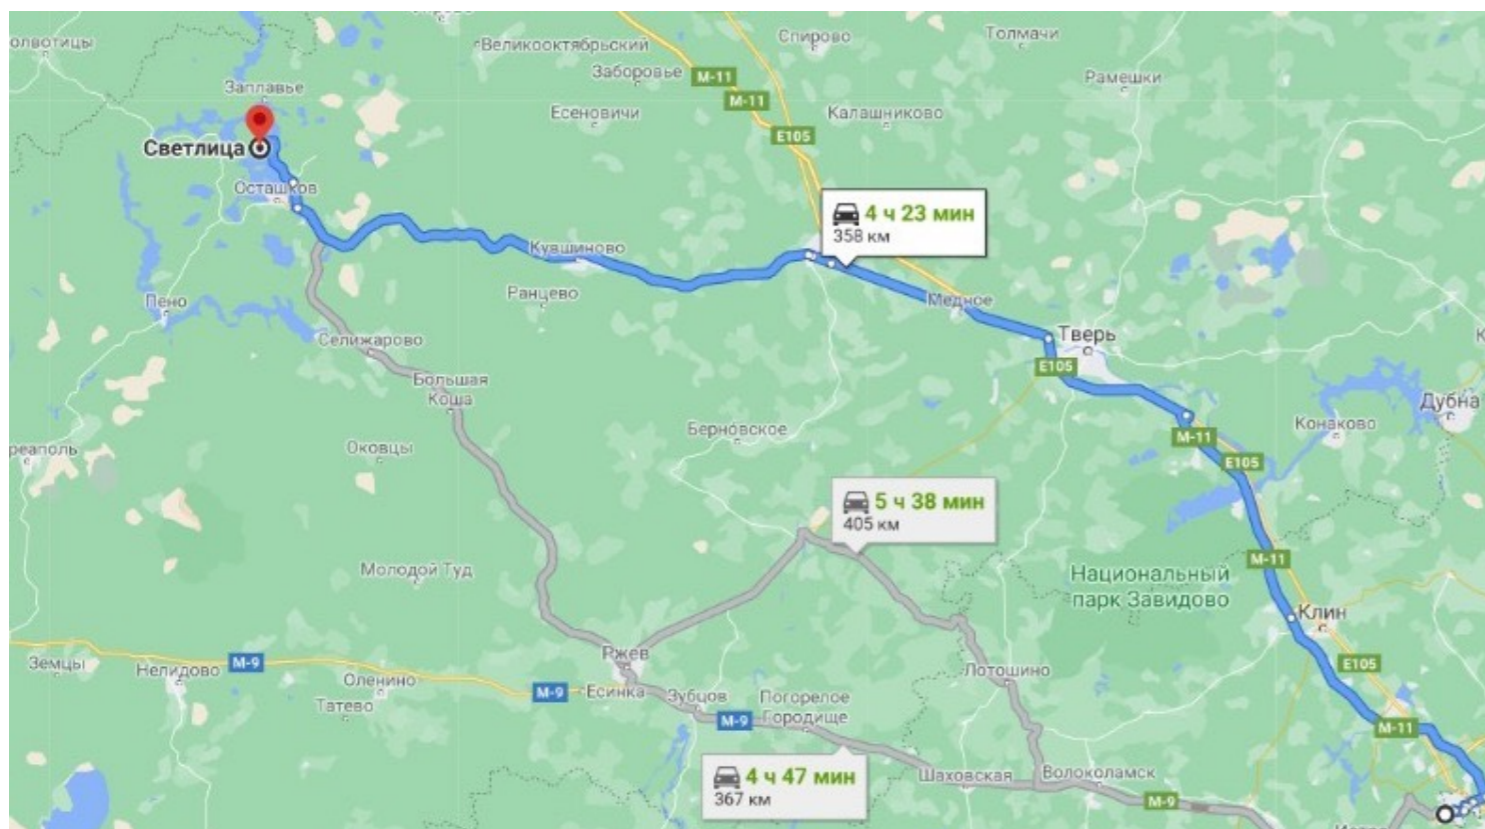 олвотицы
Великооктябрьский
Спирово
Толмачи
Заборовье
М-11
Рамешки
Заплавье
М-11
Есеновичи
Калашниково
E105
Светлица
Осташков
4 ч 23 мин
358 км
Кувшиново
Ранцево
Медное
Пено
Селижарово
Тверь
E105
Большая
Коша
Дубна
Конаково
Берновское
М-11
реаполь
Оковцы
E105
5 ч 38 мин
405 км
М-11
Молодой Туд
Национальный
парк Завидово
Клин
Ржев
Земцы
Нелидово
М-9
Оленино
М-9
Есинка
Зубцов
Погорелое
Городище
Лотошино
E105
Татево
М-9
М-11
4 ч 47 мин
367 км
Шаховская
Волоколамск
М-9